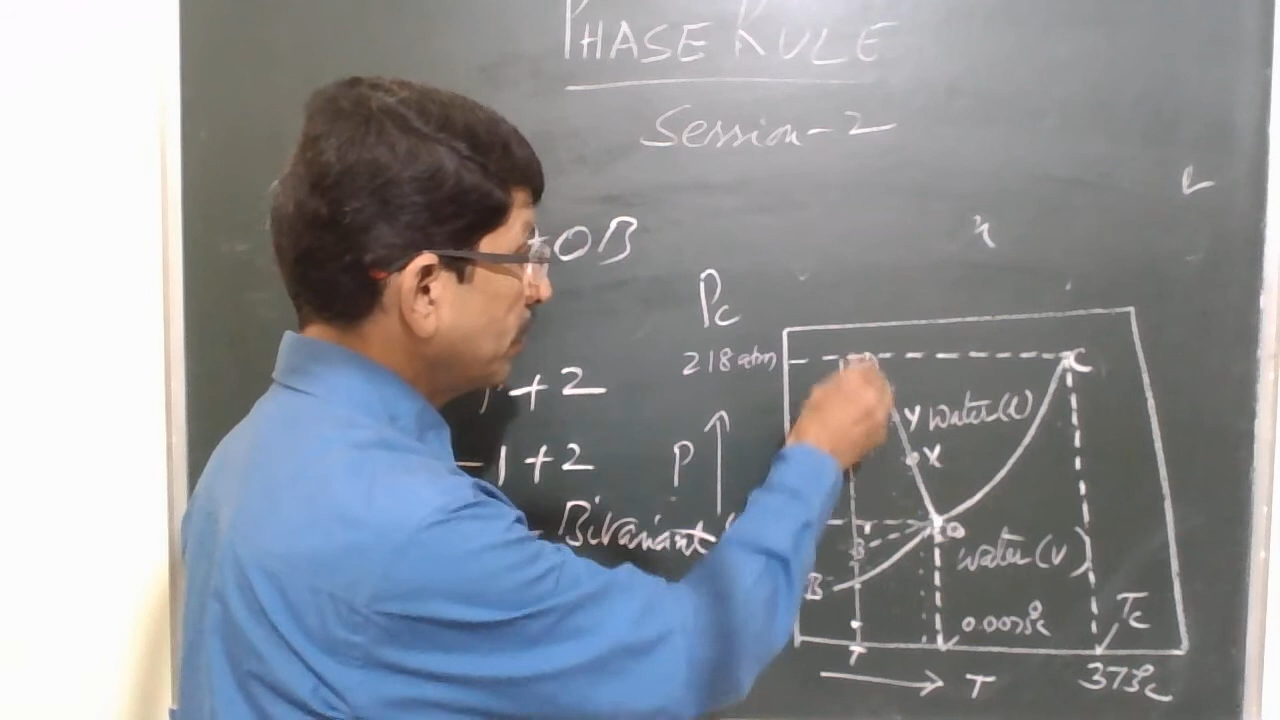 PHASE RULE
Session-2
OB
Pc
218 atm
C
+2
Y Water(l)
X
-1+2
P
Bivariant
O
B
water(v)
B
0.0075°c
Tc
T
T
373°c